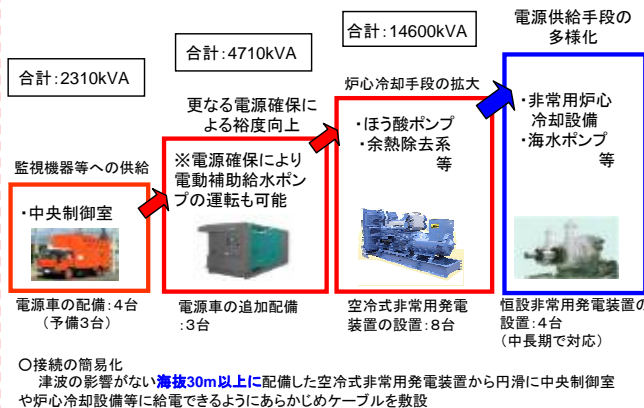 合計:2310kVA
監視機器等への供給
・中央制御室
電源車の配備:4台
(予備3台)
合計:4710kVA
更なる電源確保に
よる裕度向上
※電源確保により
電動補助給水ポン
プの運転も可能
電源車の追加配備
:3台
合計:14600kVA
炉心冷却手段の拡大
・ほう酸ポンプ
・余熱除去系
等
空冷式非常用発電
装置の設置:8台
電源供給手段の
多様化
・非常用炉心
冷却設備
・海水ポンプ
等
恒設非常用発電装置の
設置:4台
(中長期で対応)
○接続の簡易化
津波の影響がない海抜30m以上に配備した空冷式非常用発電装置から円滑に中央制御室
や炉心冷却設備等に給電できるようにあらかじめケーブルを敷設